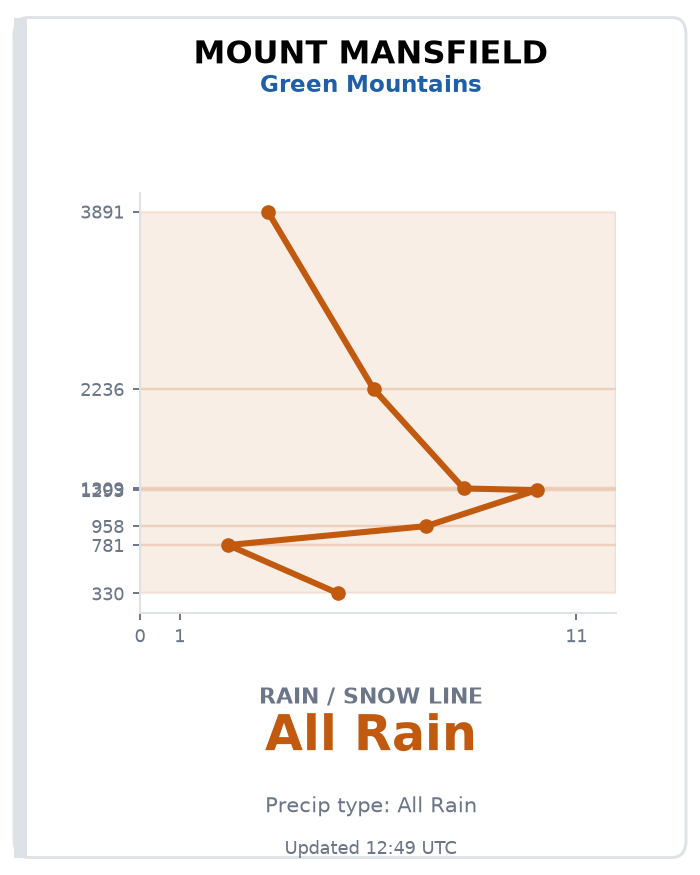 MOUNT MANSFIELD
Green Mountains
3891
2236
958
781
330
0 1 11
RAIN / SNOW LINE
All Rain
Precip type: All Rain
Updated 12:49 UTC